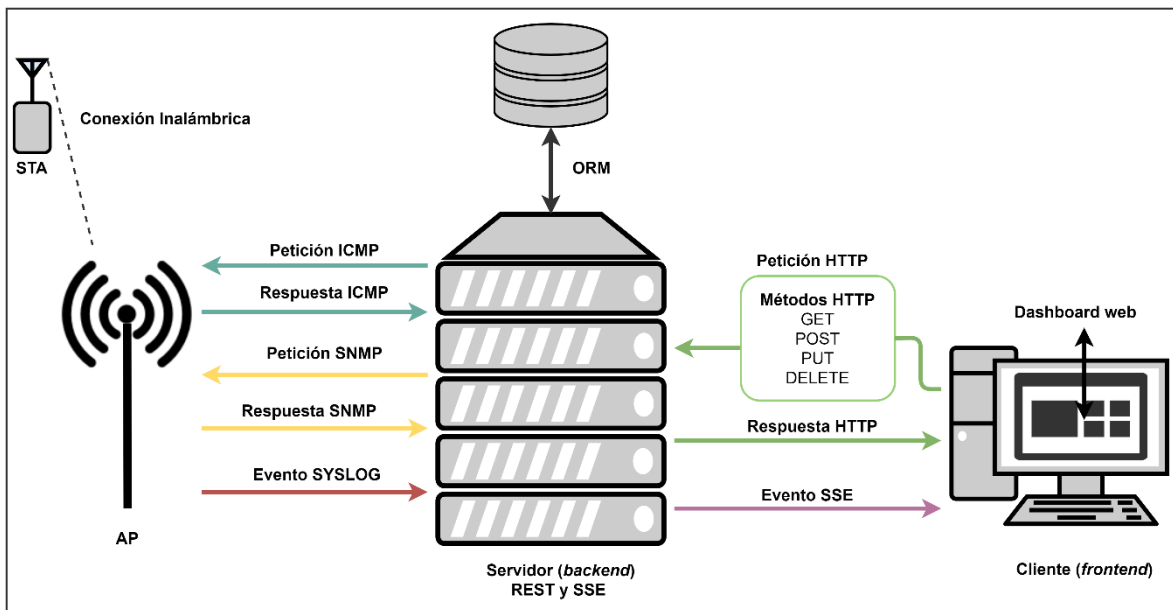 Conexión Inalámbrica
STA
ORM
Petición ICMP
Respuesta ICMP
Petición SNMP
Respuesta SNMP
Evento SYSLOG
AP
Petición HTTP
Métodos HTTP
GET
POST
PUT
DELETE
Respuesta HTTP
Evento SSE
Dashboard web
Servidor (backend)
REST y SSE
Cliente (frontend)